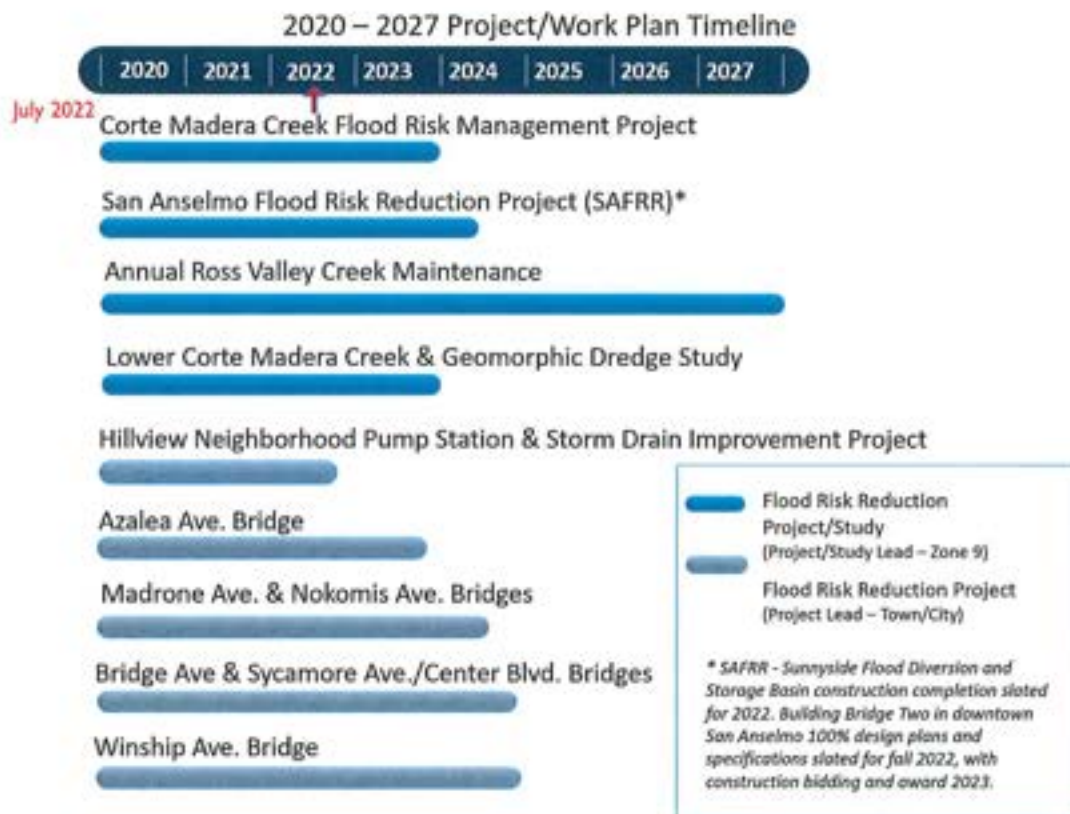 2020 – 2027 Project/Work Plan Timeline
2020 2021 2022 2023 2024 2025 2026 2027
July 2022
Corte Madera Creek Flood Risk Management Project
San Anselmo Flood Risk Reduction Project (SAFRR)*
Annual Ross Valley Creek Maintenance
Lower Corte Madera Creek & Geomorphic Dredge Study
Hillview Neighborhood Pump Station & Storm Drain Improvement Project
Azalea Ave. Bridge
Madrone Ave. & Nokomis Ave. Bridges
Bridge Ave & Sycamore Ave./Center Blvd. Bridges
Winship Ave. Bridge
Flood Risk Reduction
Project/Study
(Project/Study Lead – Zone 9)
Flood Risk Reduction Project
(Project Lead – Town/City)
* SAFRR - Sunnyside Flood Diversion and
Storage Basin construction completion slated
for 2022. Building Bridge Two in downtown
San Anselmo 100% design plans and
specifications slated for fall 2022, with
construction bidding and award 2023.